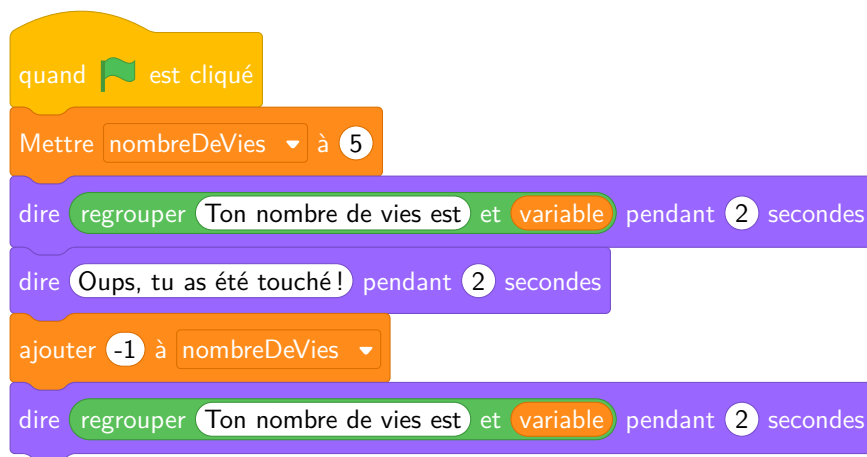 quand est cliqué
Mettre nombreDeVies à 5
dire regrouper Ton nombre de vies est et variable pendant 2 secondes
dire Oups, tu as été touché ! pendant 2 secondes
ajouter -1 à nombreDeVies
dire regrouper Ton nombre de vies est et variable pendant 2 secondes